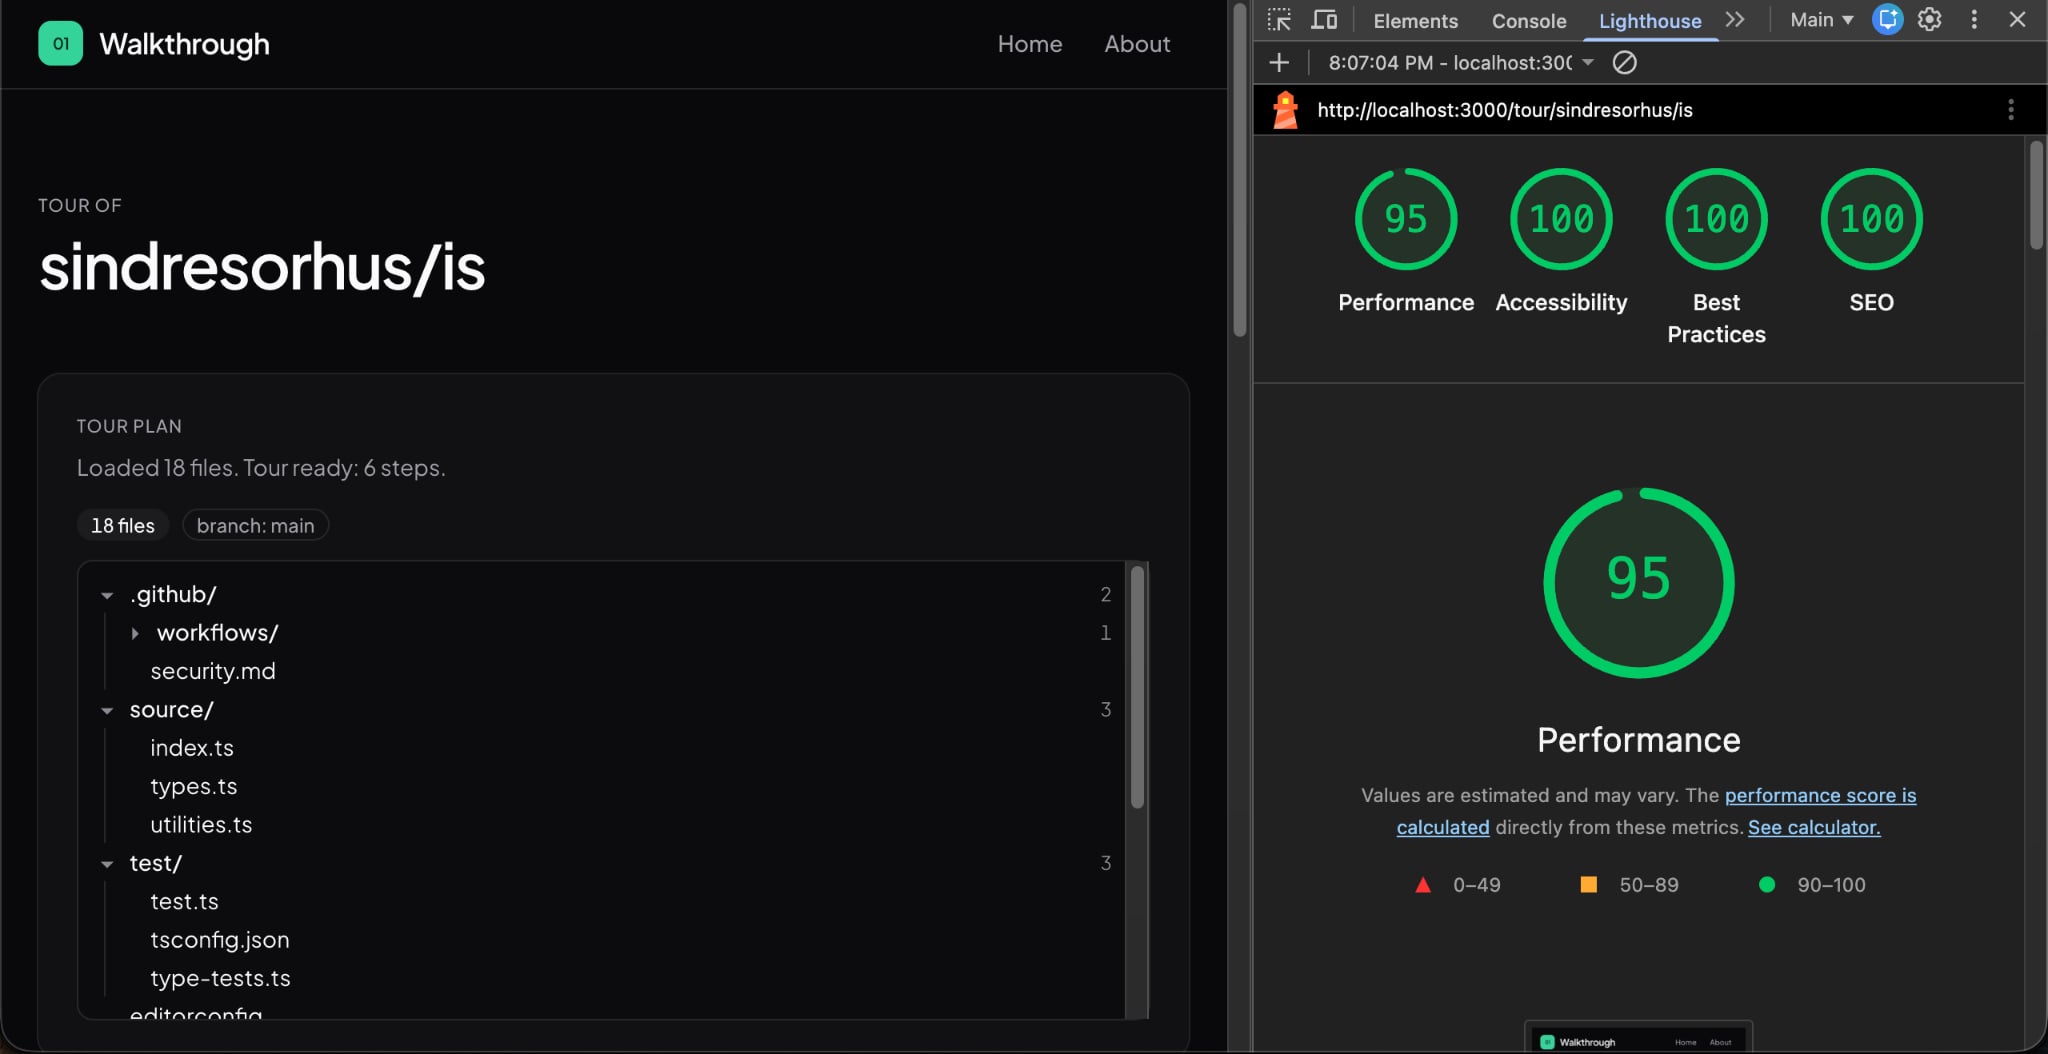 01 Walkthrough Home About
TOUR OF
sindresorhus/is
TOUR PLAN
Loaded 18 files. Tour ready: 6 steps.
18 files branch: main
.github/ 2
workflows/ 1
security.md
source/ 3
index.ts
types.ts
utilities.ts
test/ 3
test.ts
tsconfig.json
type-tests.ts
Elements Console Lighthouse Main
8:07:04 PM - localhost:300
http://localhost:3000/tour/sindresorhus/is
95 100 100 100
Performance Accessibility Best Practices SEO
95
Performance
Values are estimated and may vary. The performance score is
calculated directly from these metrics. See calculator.
0–49 50–89 90–100
Walkthrough Home About